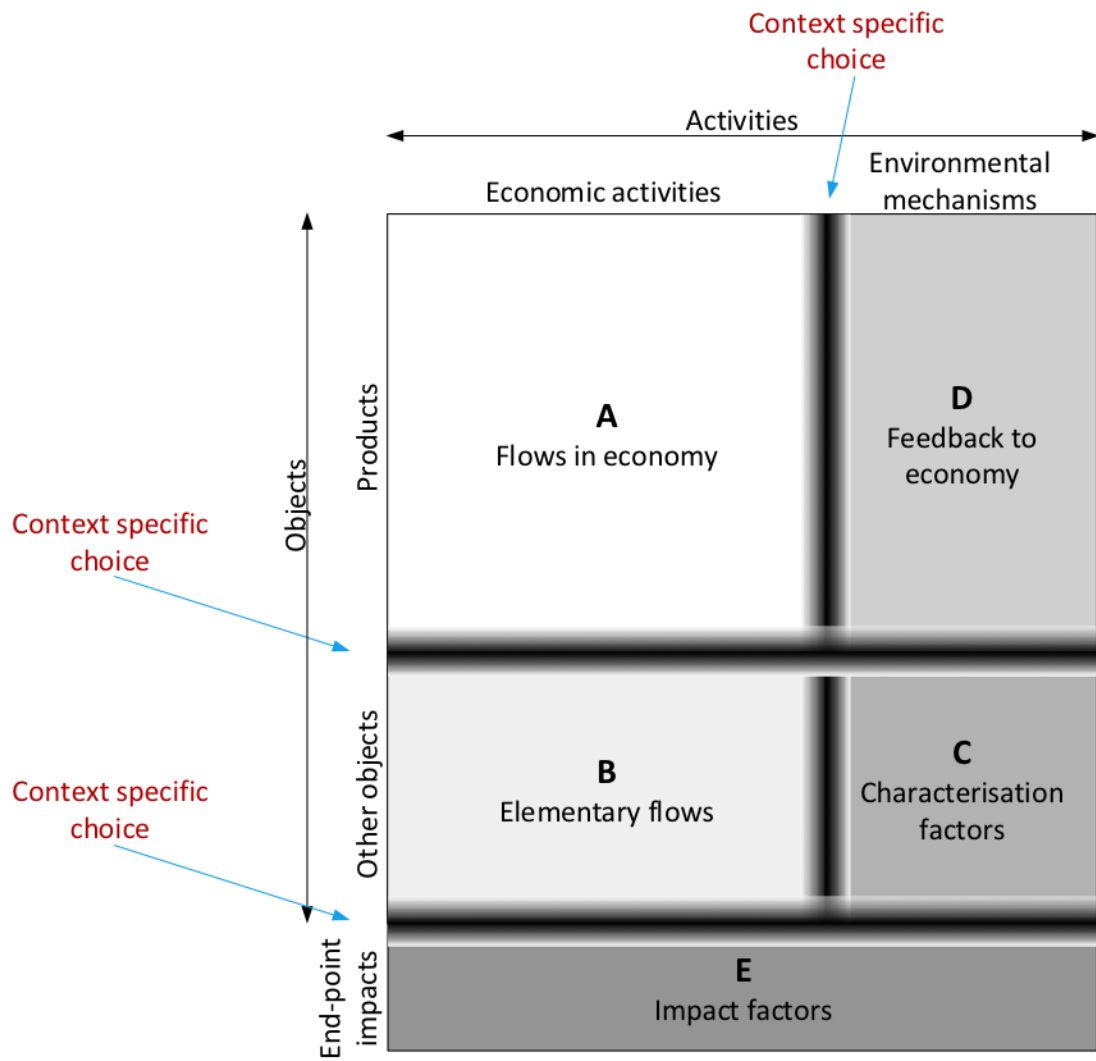 Context specific
choice
Activities
Economic activities
Environmental
mechanisms
Objects
Products
A
Flows in economy
D
Feedback to
economy
Context specific
choice
Other objects
B
Elementary flows
C
Characterisation
factors
Context specific
choice
End-point
impacts
E
Impact factors